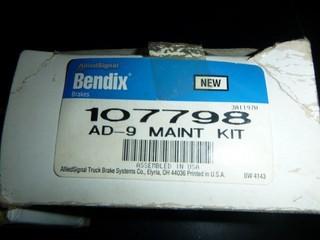 AlliedSignal
Bendix®
Brakes
NEW
107798
AD-9 MAINT KIT
ASSEMBLED IN USA
AlliedSignal Truck Brake Systems Co., Elyria, OH 44036 Printed in U.S.A.
BW 4143